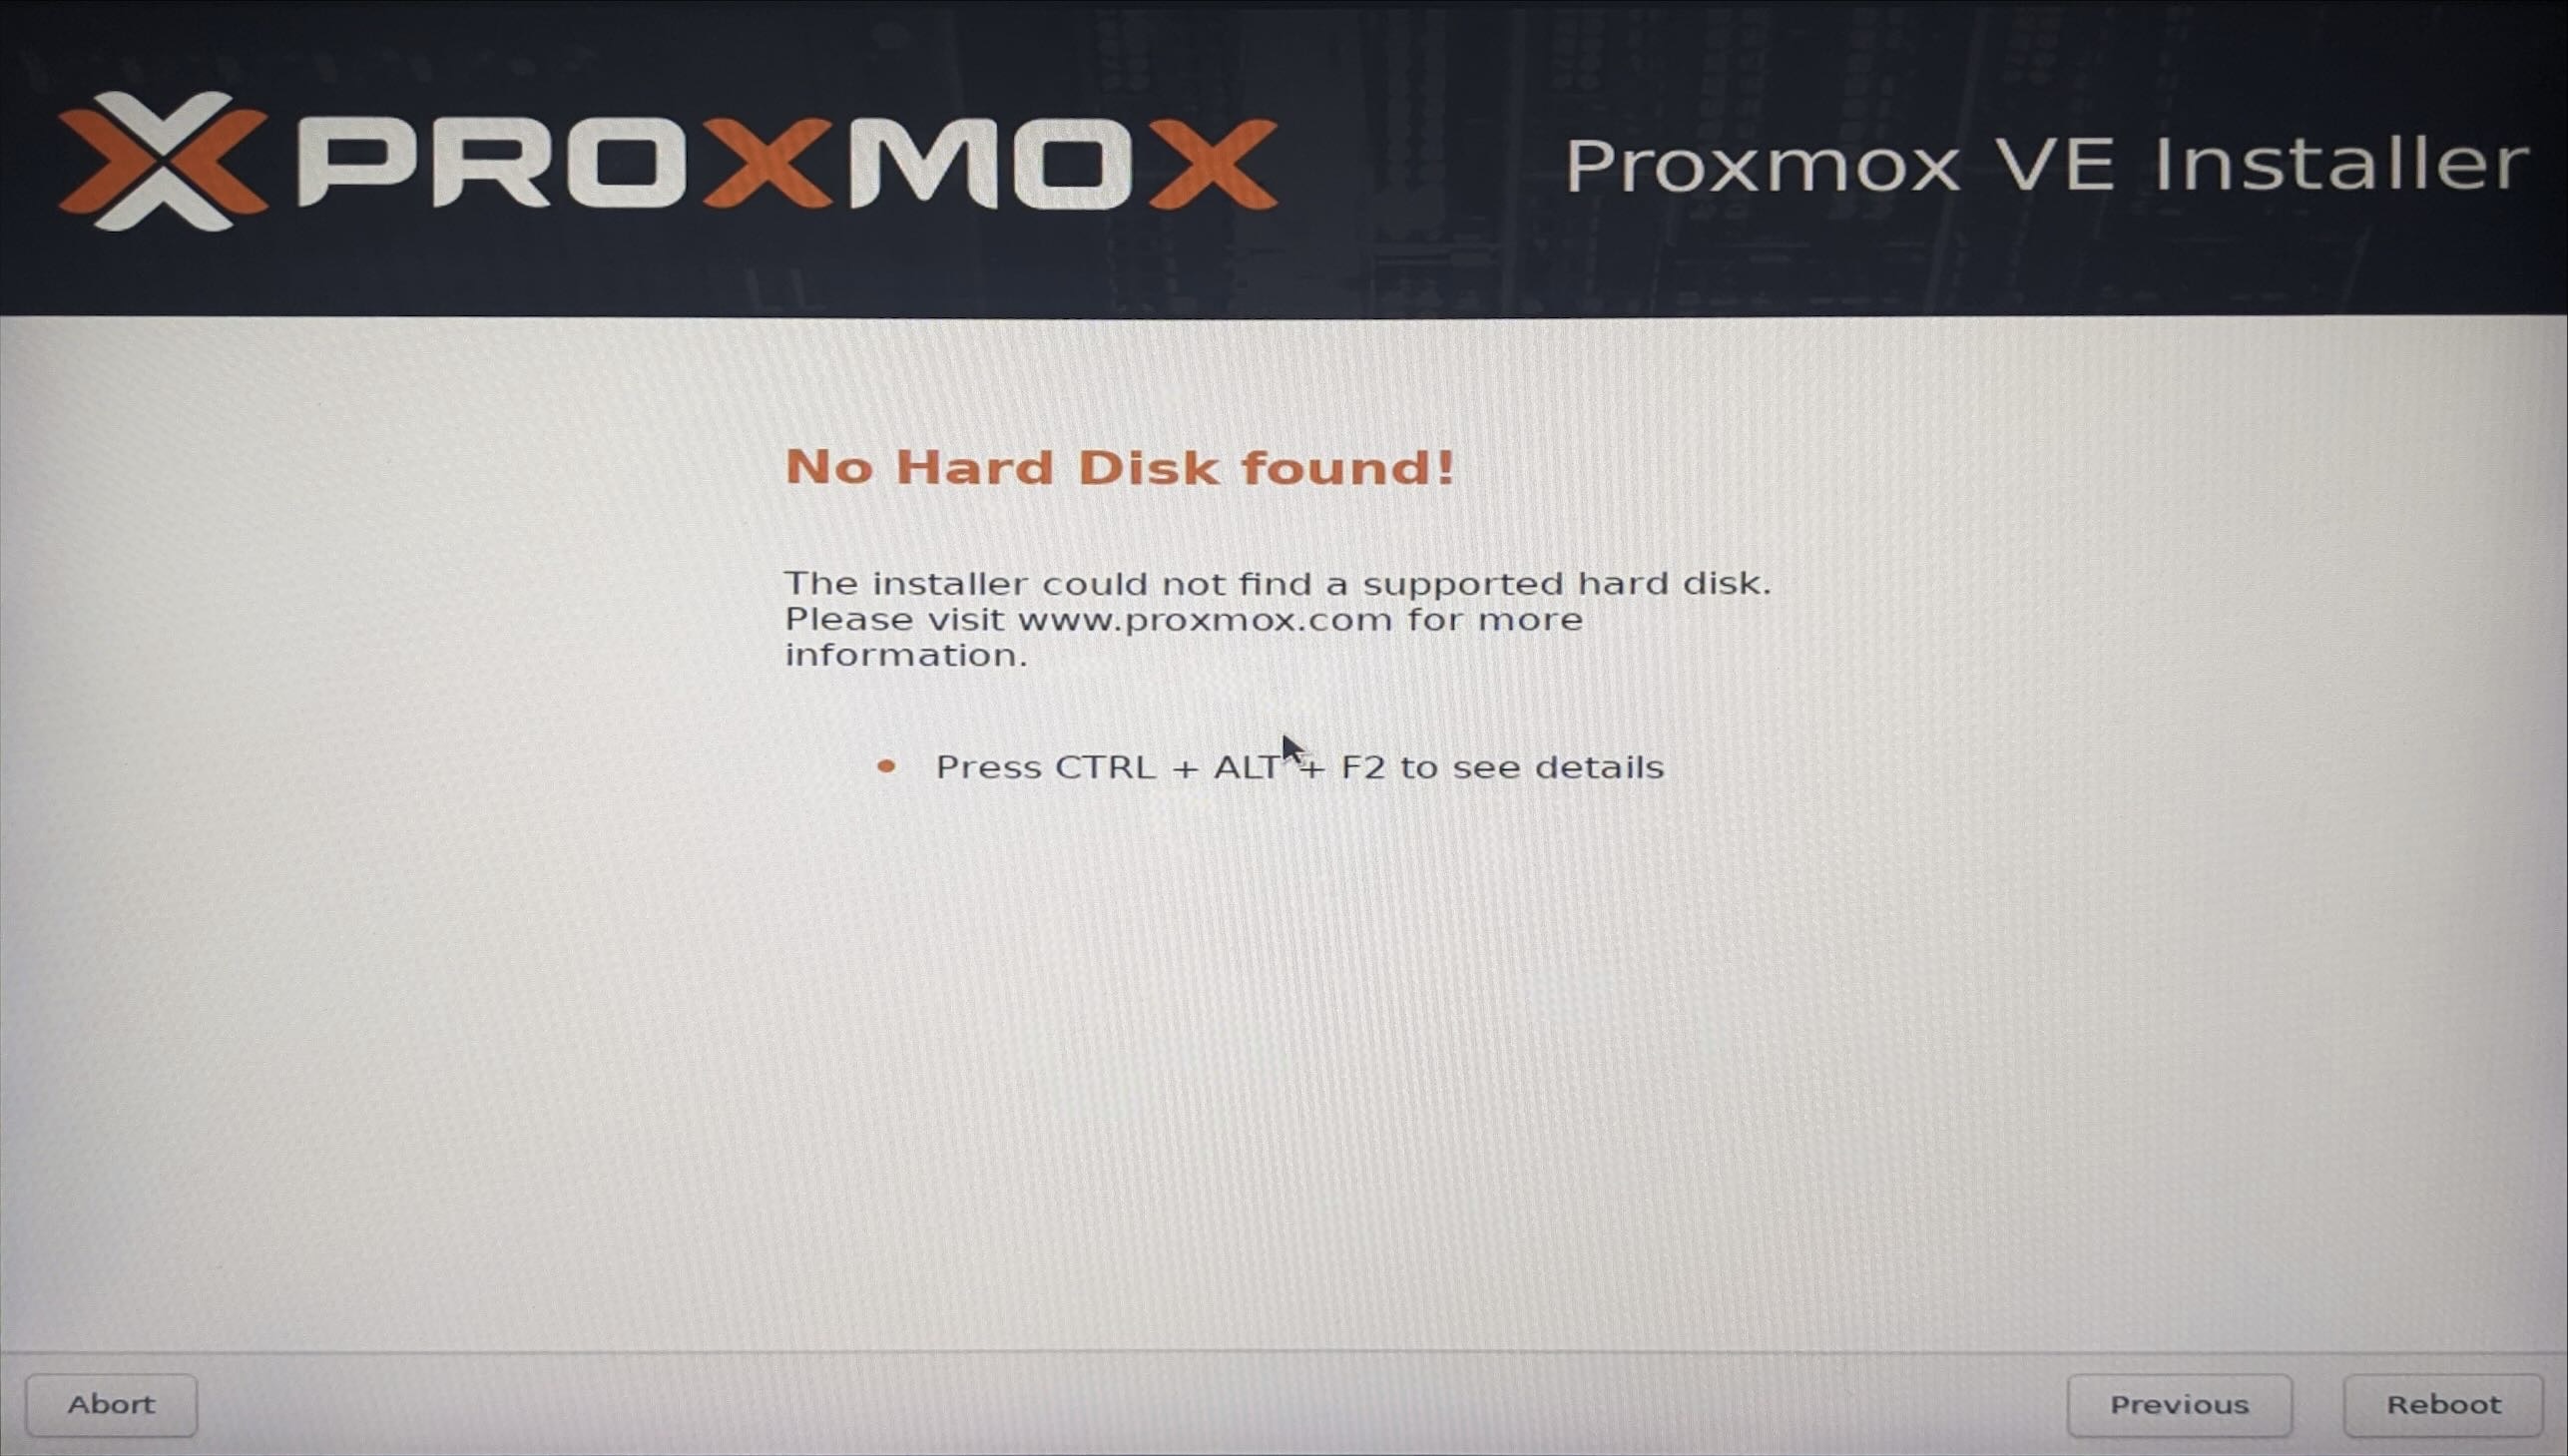 PROXMOX
Proxmox VE Installer
No Hard Disk found!
The installer could not find a supported hard disk.
Please visit www.proxmox.com for more
information.
• Press CTRL + ALT + F2 to see details
Abort
Previous
Reboot